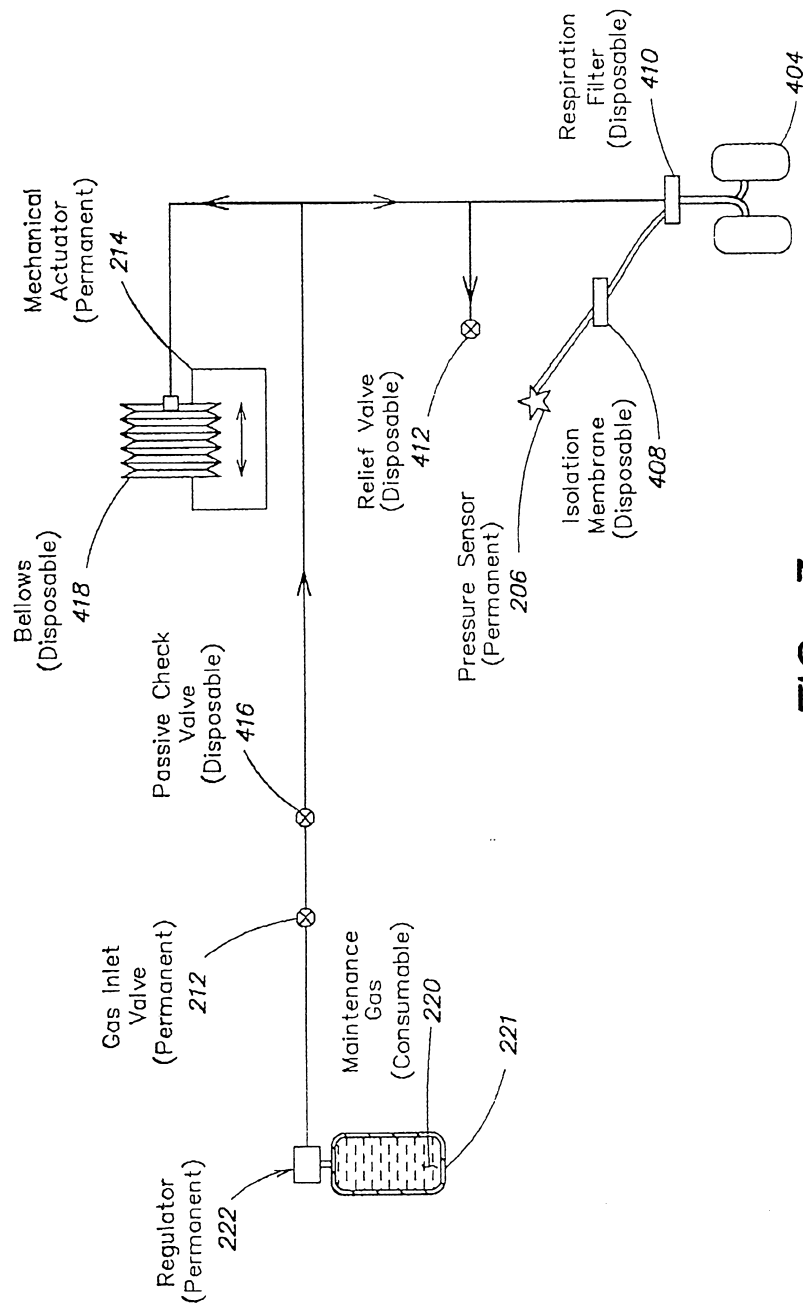 Regulator
(Permanent)
222
Gas Inlet
Valve
(Permanent)
212
Passive Check
Valve
(Disposable)
416
Bellows
(Disposable)
418
Mechanical
Actuator
(Permanent)
214
Maintenance
Gas
(Consumable)
220
221
Relief Valve
(Disposable)
412
Pressure Sensor
(Permanent)
206
Isolation
Membrane
(Disposable)
408
Respiration
Filter
(Disposable)
410
404